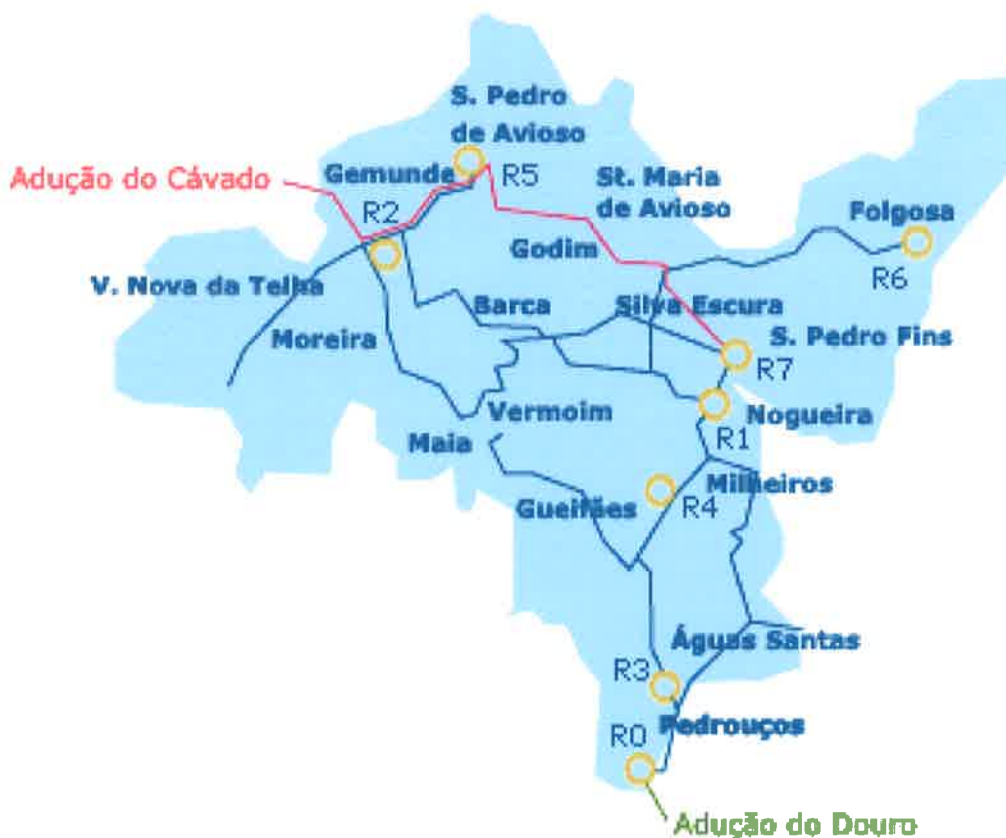 S. Pedro
de Avioso
Adução do Cávado
Gemunde
R5
St. Maria
de Avioso
R2
Folgosa
Godim
R6
V. Nova da Telha
Barca
Silva Escura
Moreira
S. Pedro Fins
R7
Vermoim
Nogueira
Maia
R1
Milheiros
Gueifães
R4
Águas Santas
R3
Pedrouços
R0
Adução do Douro